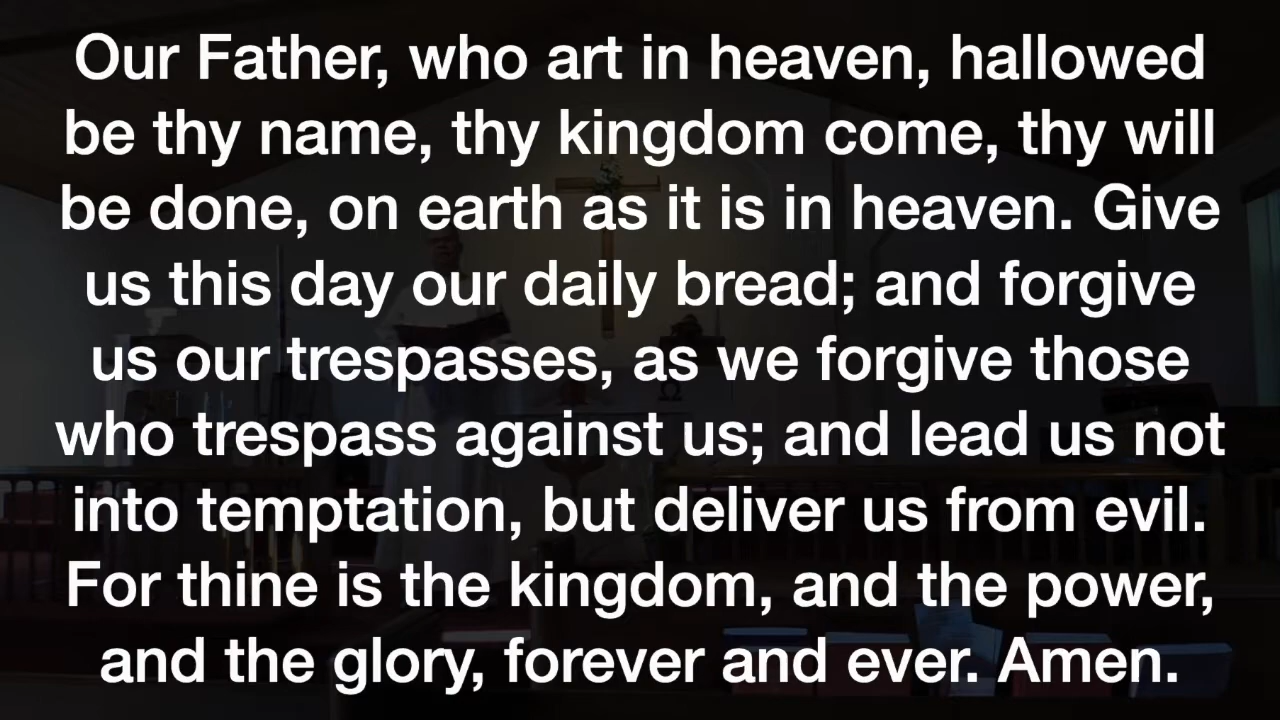 Our Father, who art in heaven, hallowed
be thy name, thy kingdom come, thy will
be done, on earth as it is in heaven. Give
us this day our daily bread; and forgive
us our trespasses, as we forgive those
who trespass against us; and lead us not
into temptation, but deliver us from evil.
For thine is the kingdom, and the power,
and the glory, forever and ever. Amen.